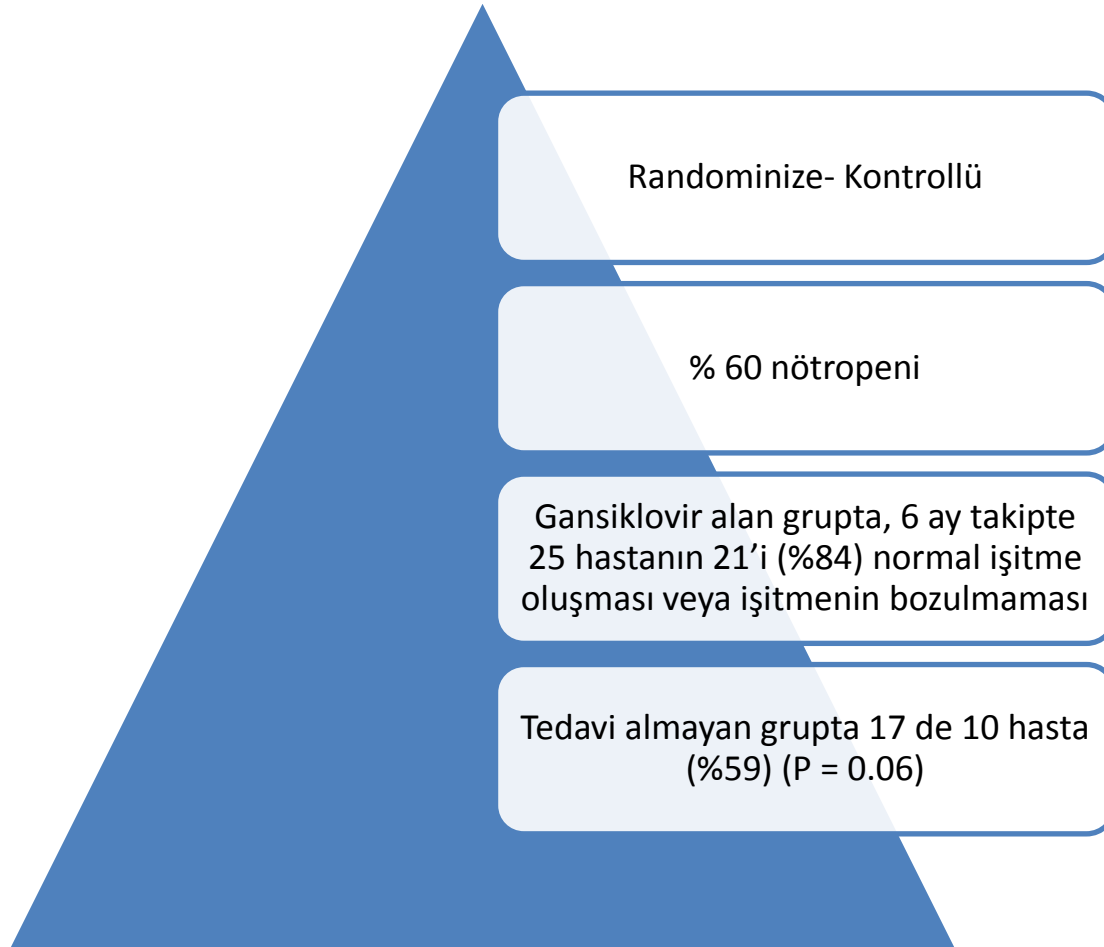 Randominize- Kontrollü
% 60 nötropeni
Gansiklovir alan grupta, 6 ay takipte
25 hastanın 21’i (%84) normal işitme
oluşması veya işitmenin bozulmaması
Tedavi almayan grupta 17 de 10 hasta
(%59) (P = 0.06)